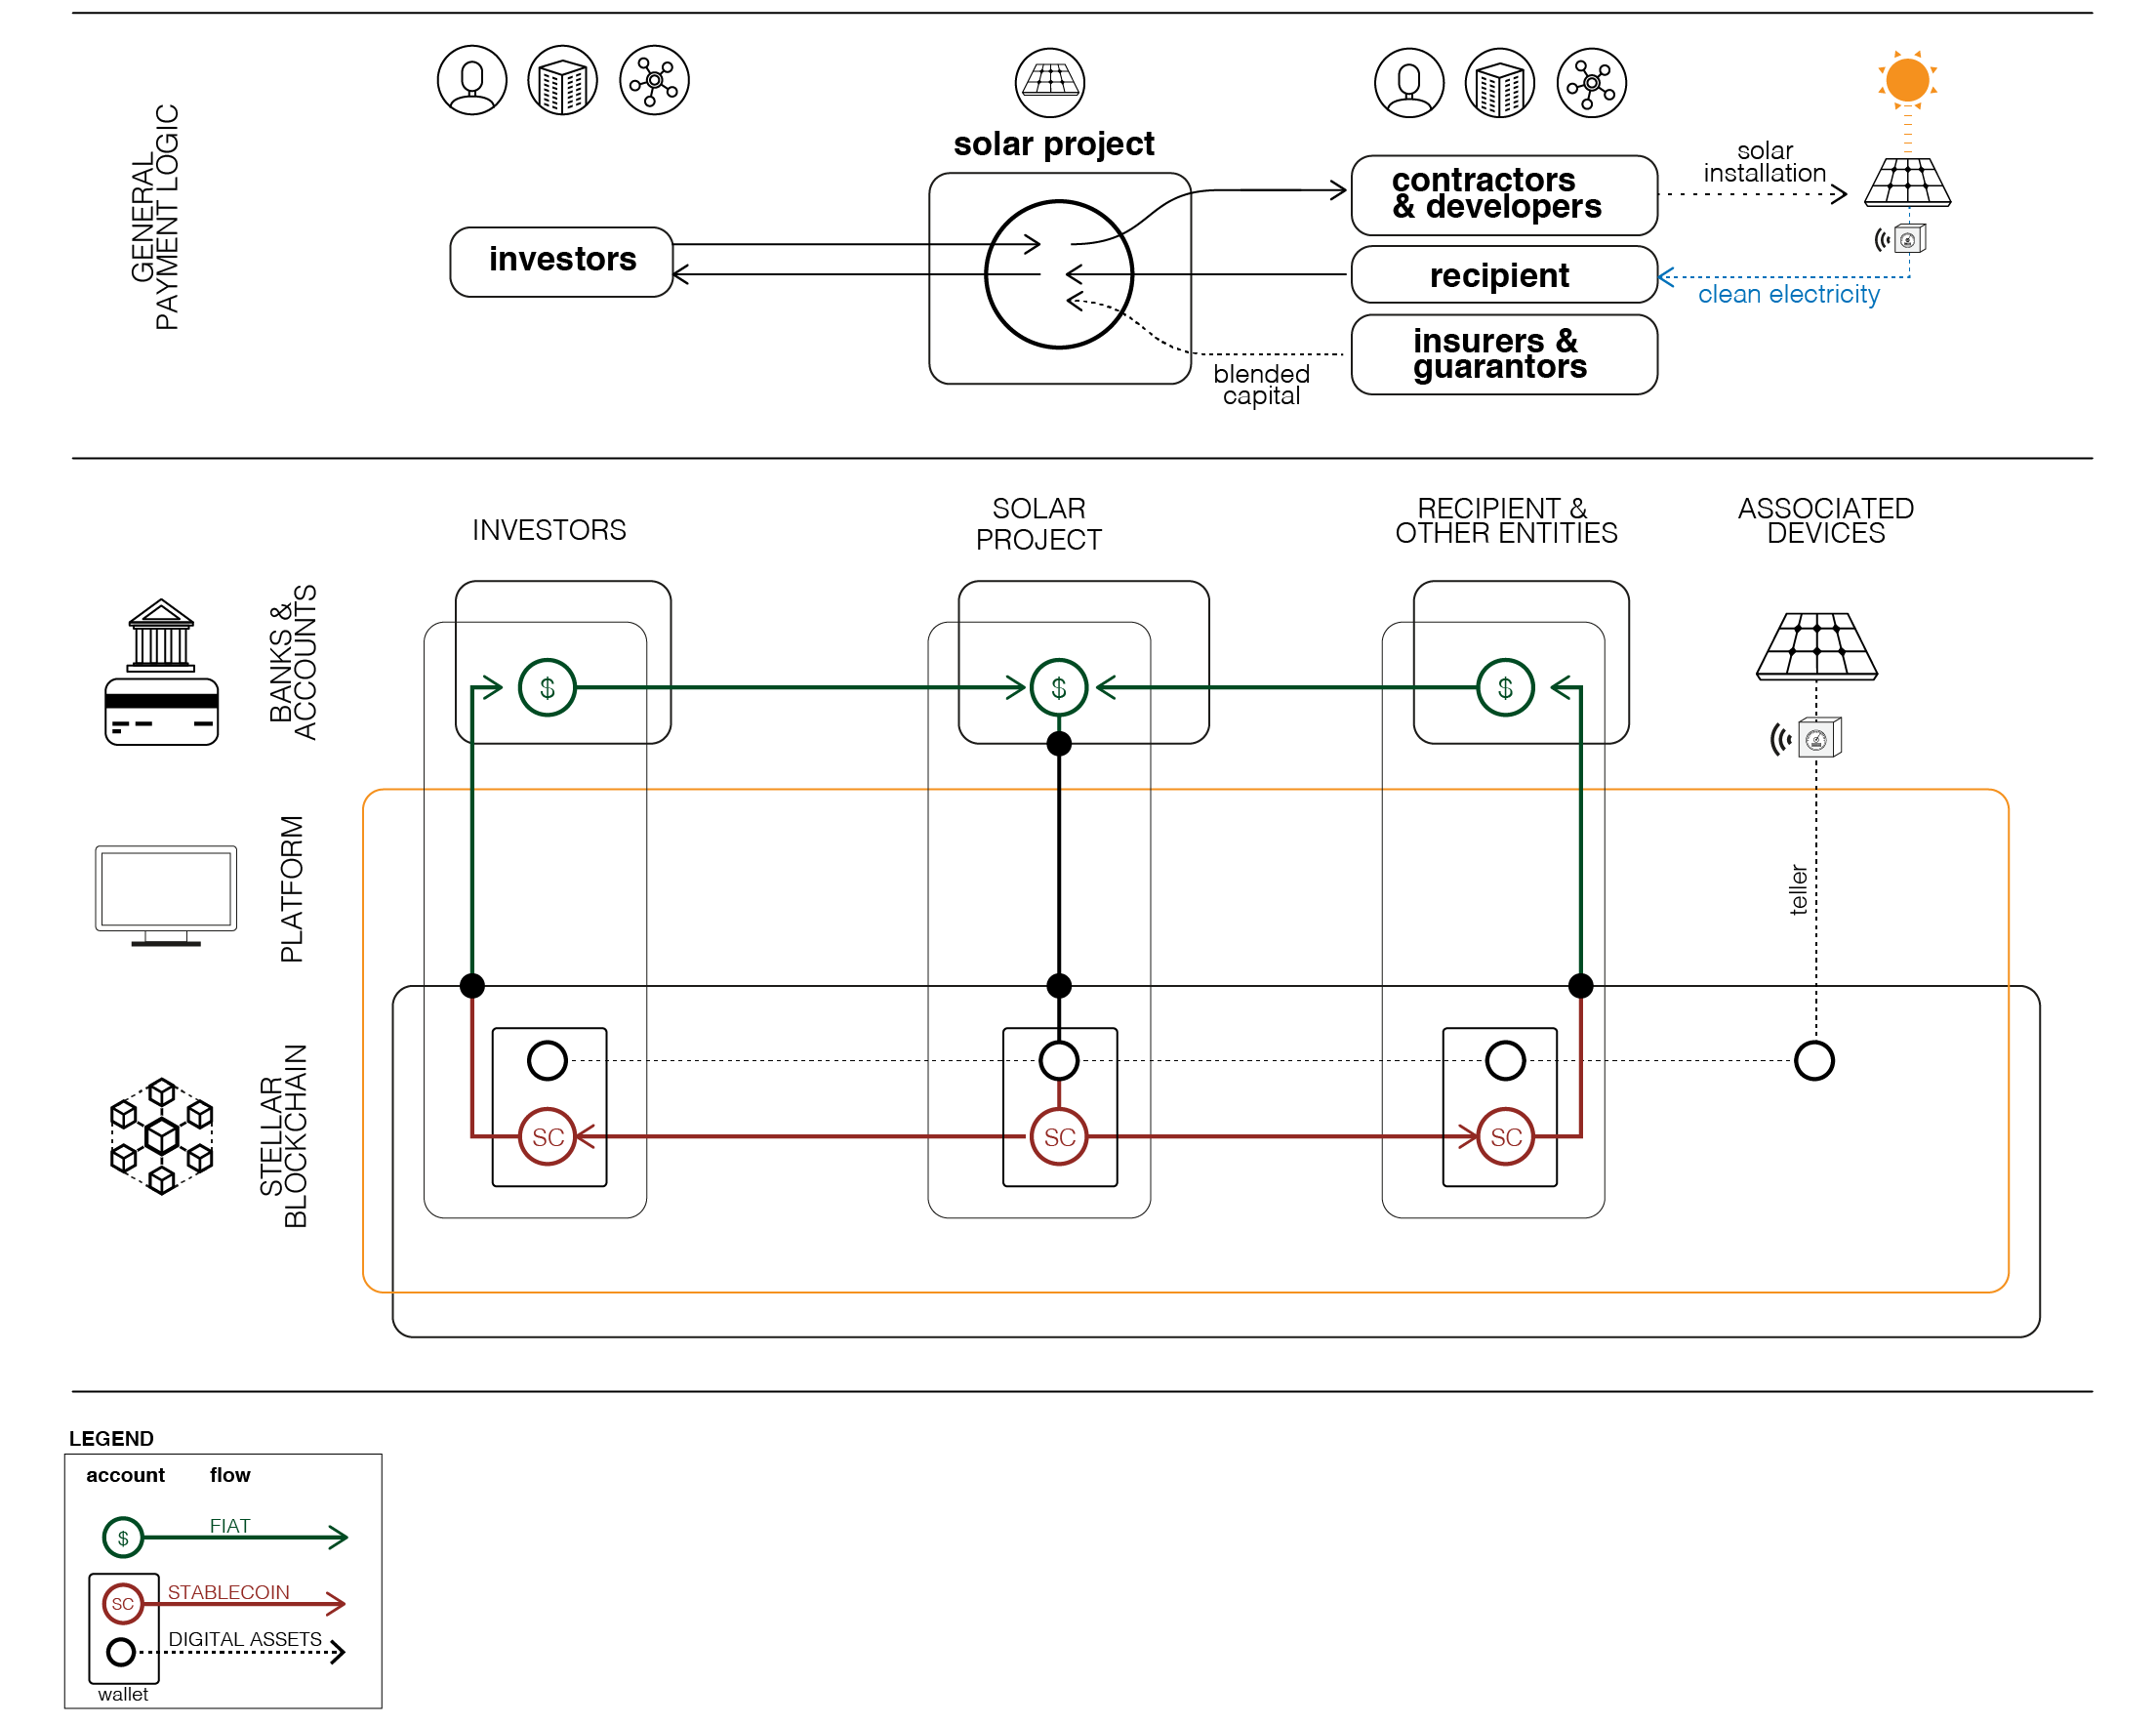 GENERAL
PAYMENT LOGIC
solar project
investors
contractors
& developers
recipient
insurers &
guarantors
solar
installation
clean electricity
blended
capital
INVESTORS
SOLAR
PROJECT
RECIPIENT &
OTHER ENTITIES
ASSOCIATED
DEVICES
BANKS &
ACCOUNTS
$
$
$
PLATFORM
teller
STELLAR
BLOCKCHAIN
SC
SC
SC
LEGEND
account flow
$ FIAT
SC STABLECOIN
DIGITAL ASSETS
wallet